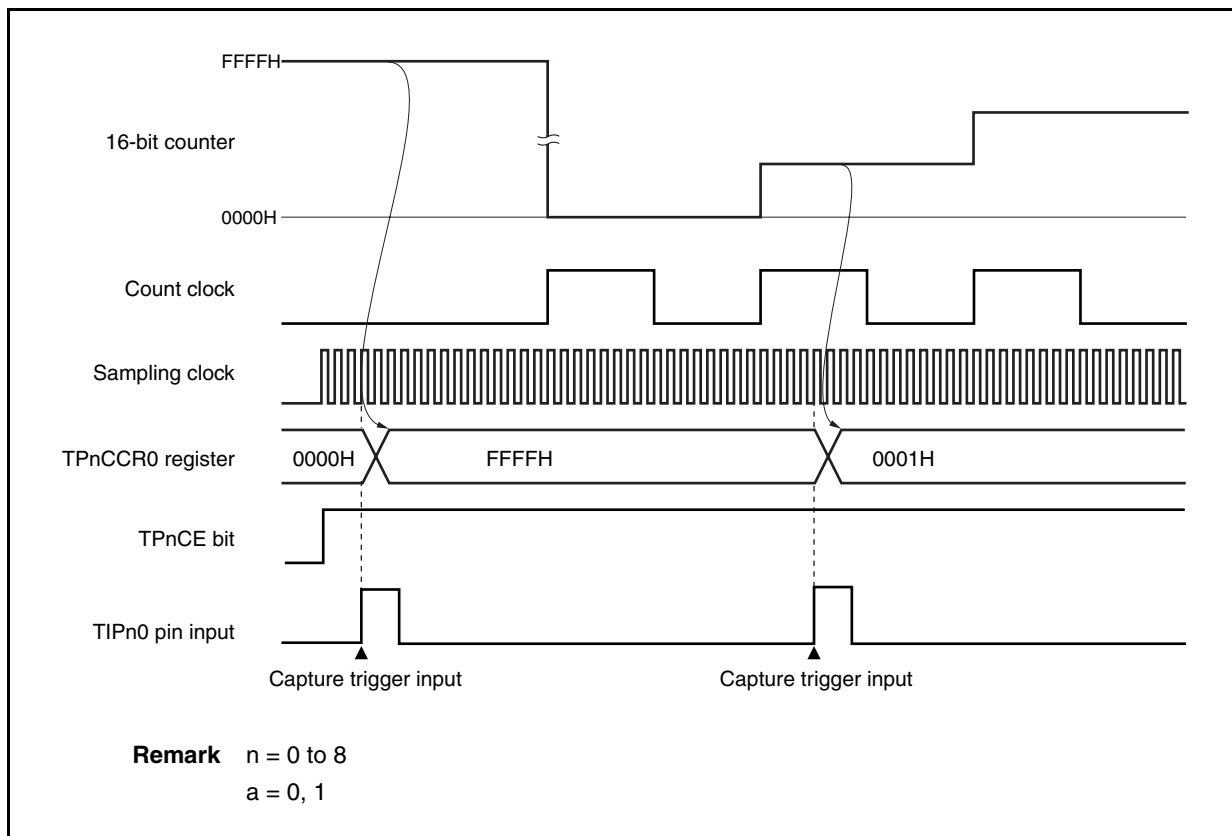 FFFFH
16-bit counter
0000H
Count clock
Sampling clock
TPnCCR0 register 0000H FFFFH 0001H
TPnCE bit
TIPn0 pin input
Capture trigger input Capture trigger input
Remark n = 0 to 8
a = 0, 1